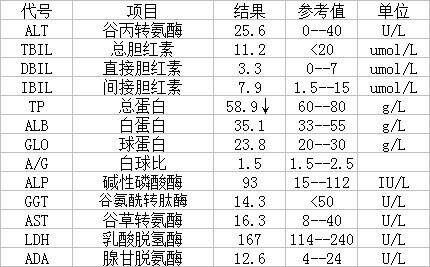 代号 项目 结果 参考值 单位
ALT 谷丙转氨酶 25.6 0--40 U/L
TBIL 总胆红素 11.2 <20 umol/L
DBIL 直接胆红素 3.3 0--7 umol/L
IBIL 间接胆红素 7.9 1.5--15 umol/L
TP 总蛋白 58.9↓ 60--80 g/L
ALB 白蛋白 35.1 33--55 g/L
GLO 球蛋白 23.8 20--30 g/L
A/G 白球比 1.5 1.5--2.5
ALP 碱性磷酸酶 93 15--112 IU/L
GGT 谷氨酰转肽酶 14.3 <50 U/L
AST 谷草转氨酶 16.3 8--40 U/L
LDH 乳酸脱氢酶 167 114--240 U/L
ADA 腺甘脱氨酶 12.6 4--24 U/L